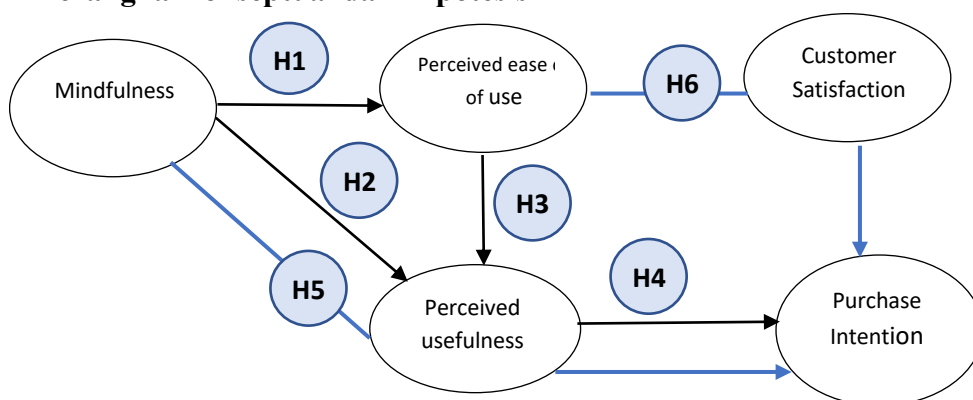 H1
Mindfulness
Perceived ease
of use
H6
Customer
Satisfaction
H2
H3
H5
H4
Perceived
usefulness
Purchase
Intention